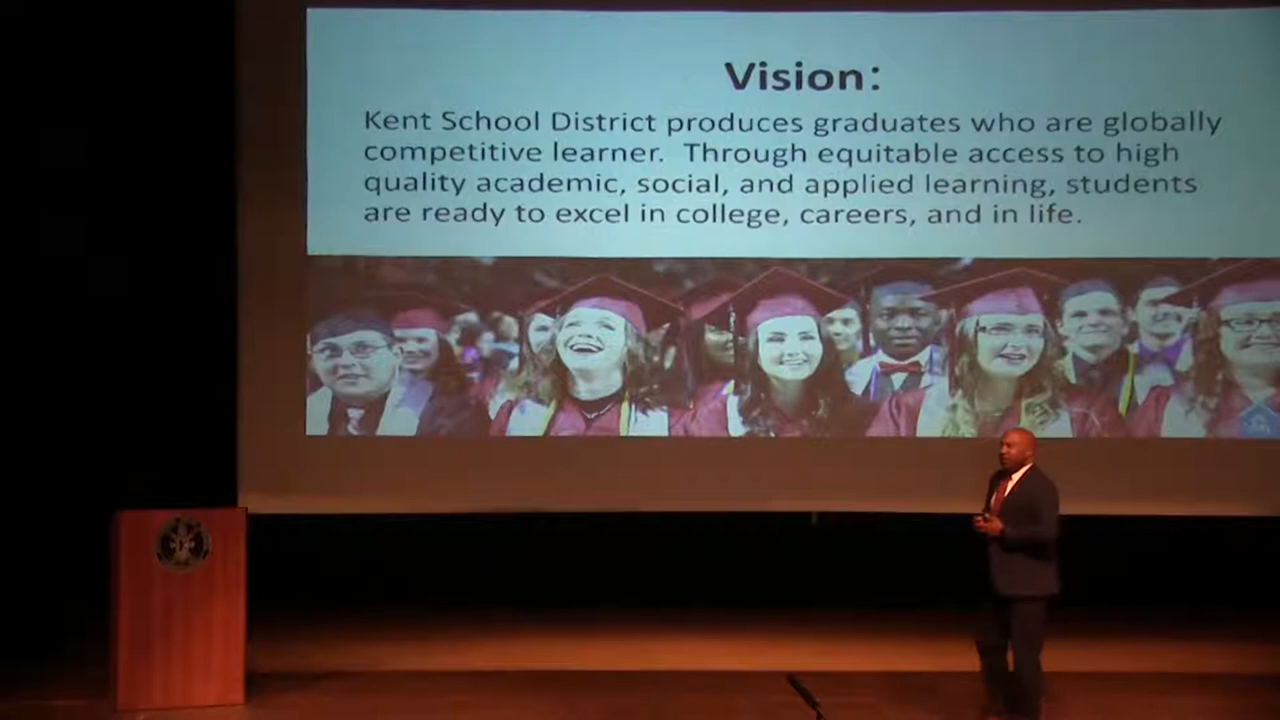 Vision:
Kent School District produces graduates who are globally
competitive learner. Through equitable access to high
quality academic, social, and applied learning, students
are ready to excel in college, careers, and in life.